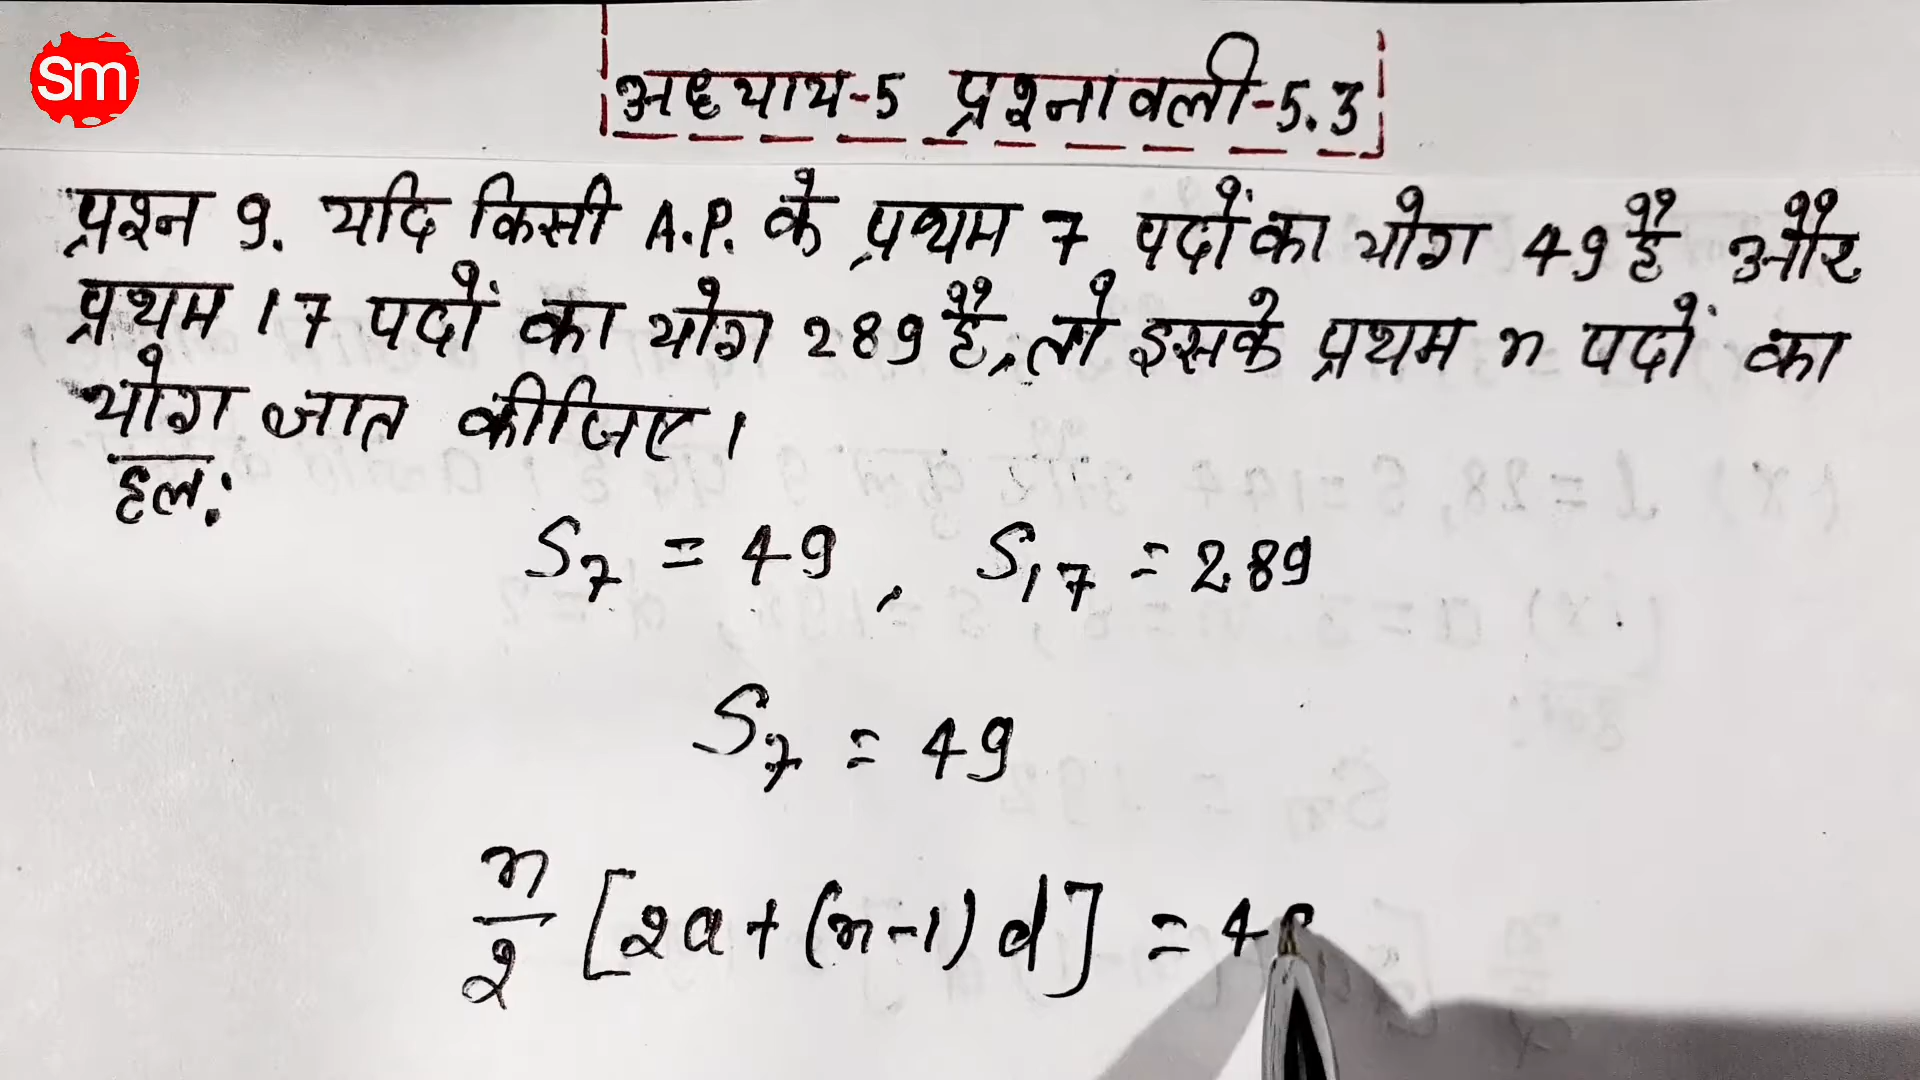 sm
अध्याय-5 प्रश्नावली-5.3
प्रश्न 9. यदि किसी A.P. के प्रथम 7 पदों का योग 49 है और
प्रथम 17 पदों का योग 289 है, तो इसके प्रथम n पदों का
योग ज्ञात कीजिए।
हल:
S₇ = 49, S₁₇ = 289
S₇ = 49
n/2 [2a+(n-1)d] = 49